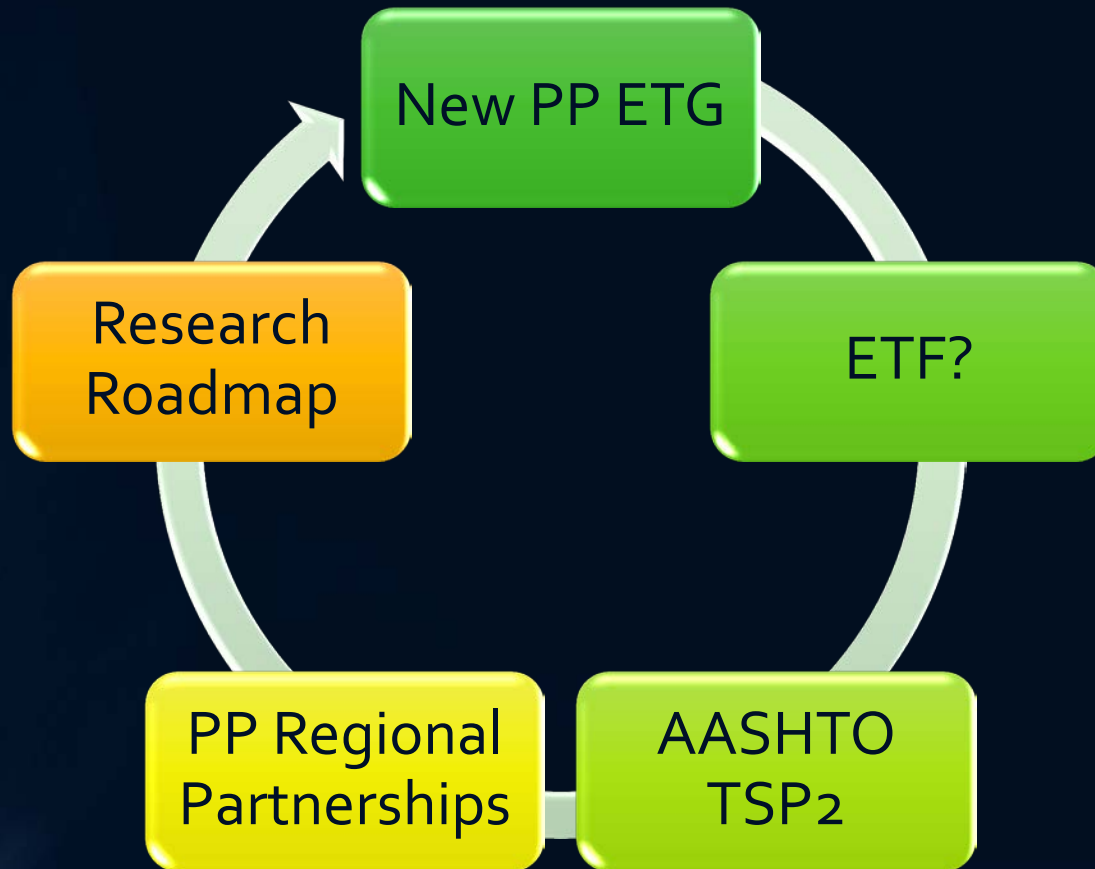 New PP ETG
ETF?
AASHTO
TSP2
PP Regional
Partnerships
Research
Roadmap